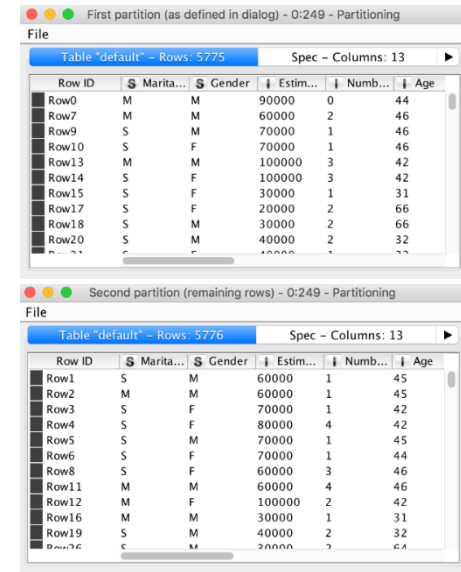 First partition (as defined in dialog) - 0:249 - Partitioning
File
Table "default" – Rows: 5775 Spec – Columns: 13
Row ID S Marita... S Gender I Estim... I Numb... I Age
Row0 M M 90000 0 44
Row7 M M 60000 2 46
Row9 S M 70000 1 46
Row10 S F 70000 1 46
Row13 M M 100000 3 42
Row14 S F 100000 3 42
Row15 S F 30000 1 31
Row17 S F 20000 2 66
Row18 S M 30000 2 66
Row20 S M 40000 2 32
Second partition (remaining rows) - 0:249 - Partitioning
File
Table "default" – Rows: 5776 Spec – Columns: 13
Row ID S Marita... S Gender I Estim... I Numb... I Age
Row1 S M 60000 1 45
Row2 M M 60000 1 45
Row3 S F 70000 1 42
Row4 S F 80000 4 42
Row5 S M 70000 1 45
Row6 S F 70000 1 44
Row8 S F 60000 3 46
Row11 M M 60000 4 46
Row12 M F 100000 2 42
Row16 M M 30000 1 31
Row19 S M 40000 2 32
Row26 S M 30000 2 64